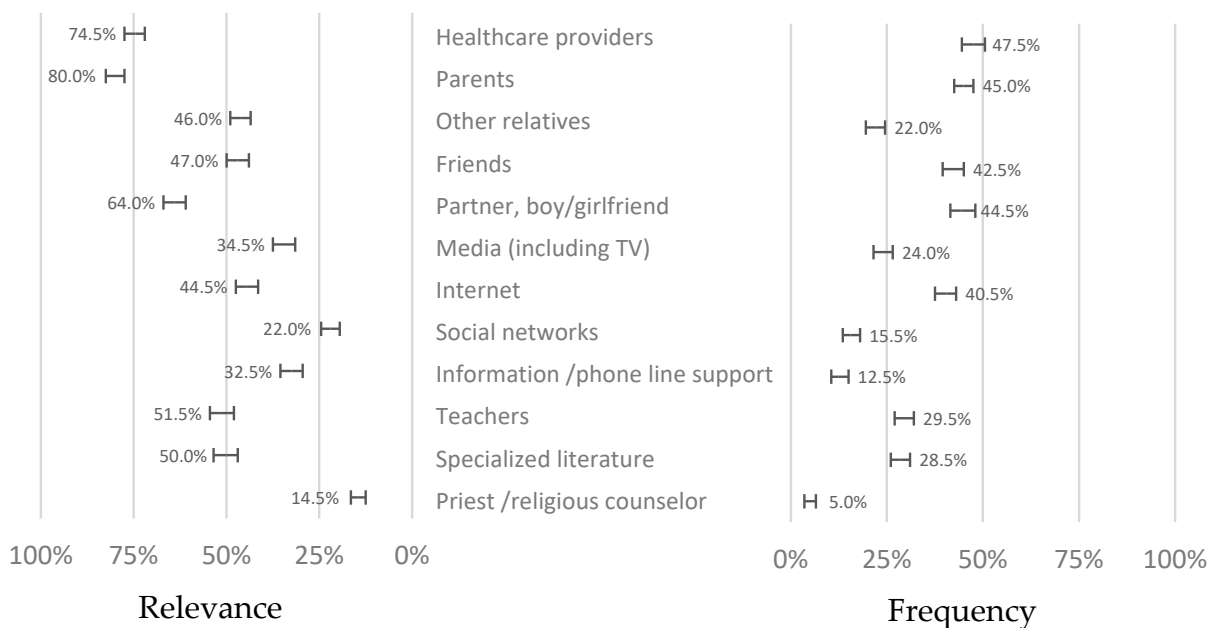 74.5% Healthcare providers 47.5%
80.0% Parents 45.0%
46.0% Other relatives 22.0%
47.0% Friends 42.5%
64.0% Partner, boy/girlfriend 44.5%
34.5% Media (including TV) 24.0%
44.5% Internet 40.5%
22.0% Social networks 15.5%
32.5% Information /phone line support 12.5%
51.5% Teachers 29.5%
50.0% Specialized literature 28.5%
14.5% Priest /religious counselor 5.0%
100% 75% 50% 25% 0% 0% 25% 50% 75% 100%
Relevance Frequency